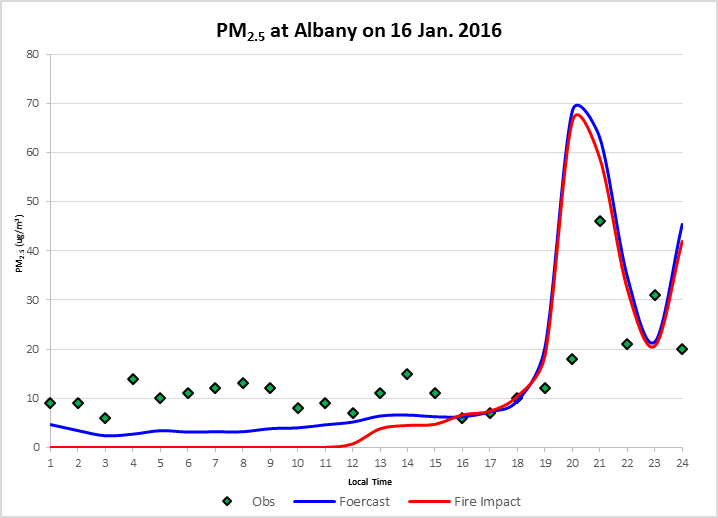 PM2.5 at Albany on 16 Jan. 2016
80
70
60
50
40
30
20
10
0
PM2.5 (ug/m³)
1 2 3 4 5 6 7 8 9 10 11 12 13 14 15 16 17 18 19 20 21 22 23 24
Local Time
Obs Foercast Fire Impact